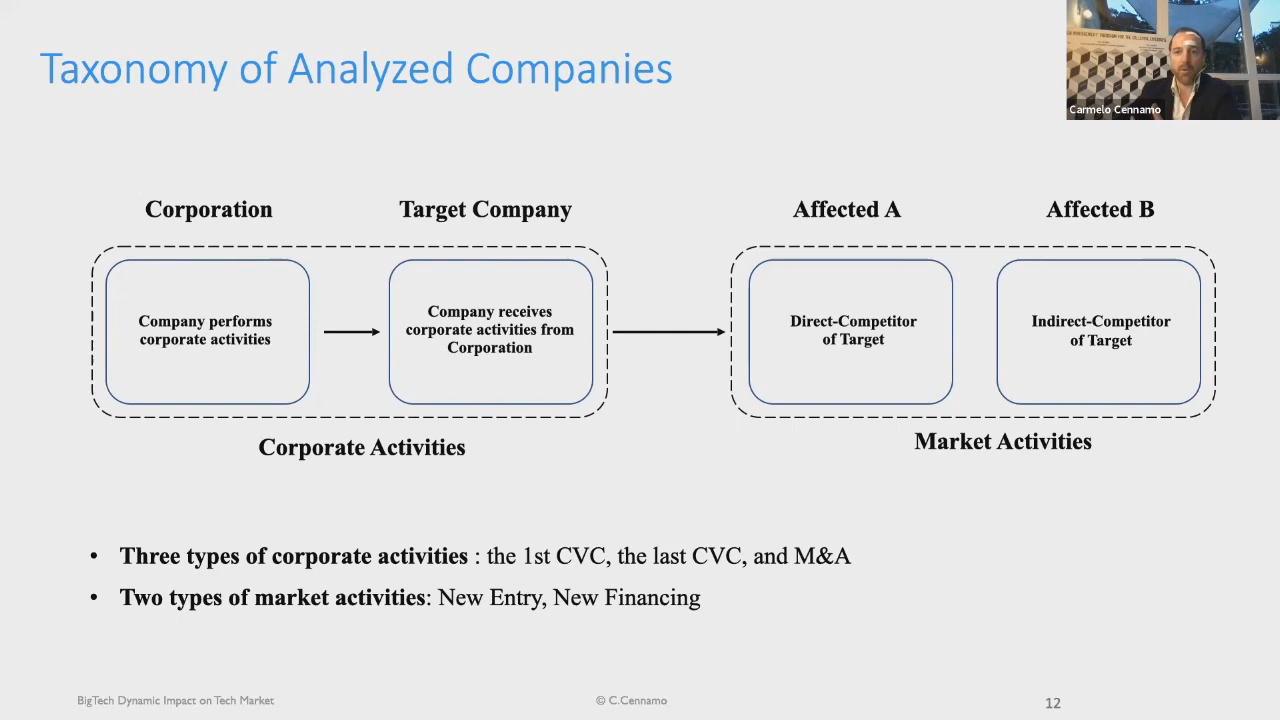 Taxonomy of Analyzed Companies
Carmelo Cennamo
Corporation
Target Company
Affected A
Affected B
Company performs
corporate activities
Company receives
corporate activities from
Corporation
Direct-Competitor
of Target
Indirect-Competitor
of Target
Corporate Activities
Market Activities
• Three types of corporate activities : the 1st CVC, the last CVC, and M&A
• Two types of market activities: New Entry, New Financing
BigTech Dynamic Impact on Tech Market
© C.Cennamo
12